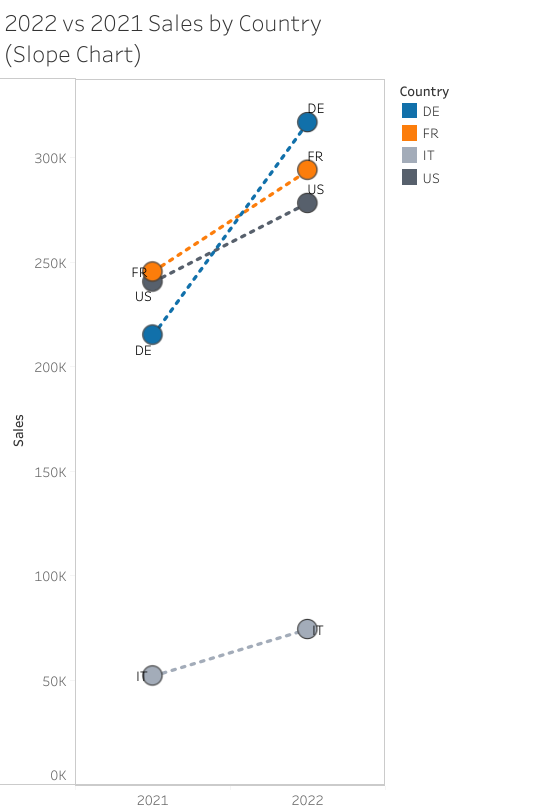 2022 vs 2021 Sales by Country
(Slope Chart)
Country
DE
FR
IT
US
DE
FR
US
300K
250K
FR
US
200K
DE
Sales
150K
100K
IT
IT
50K
0K
2021 2022